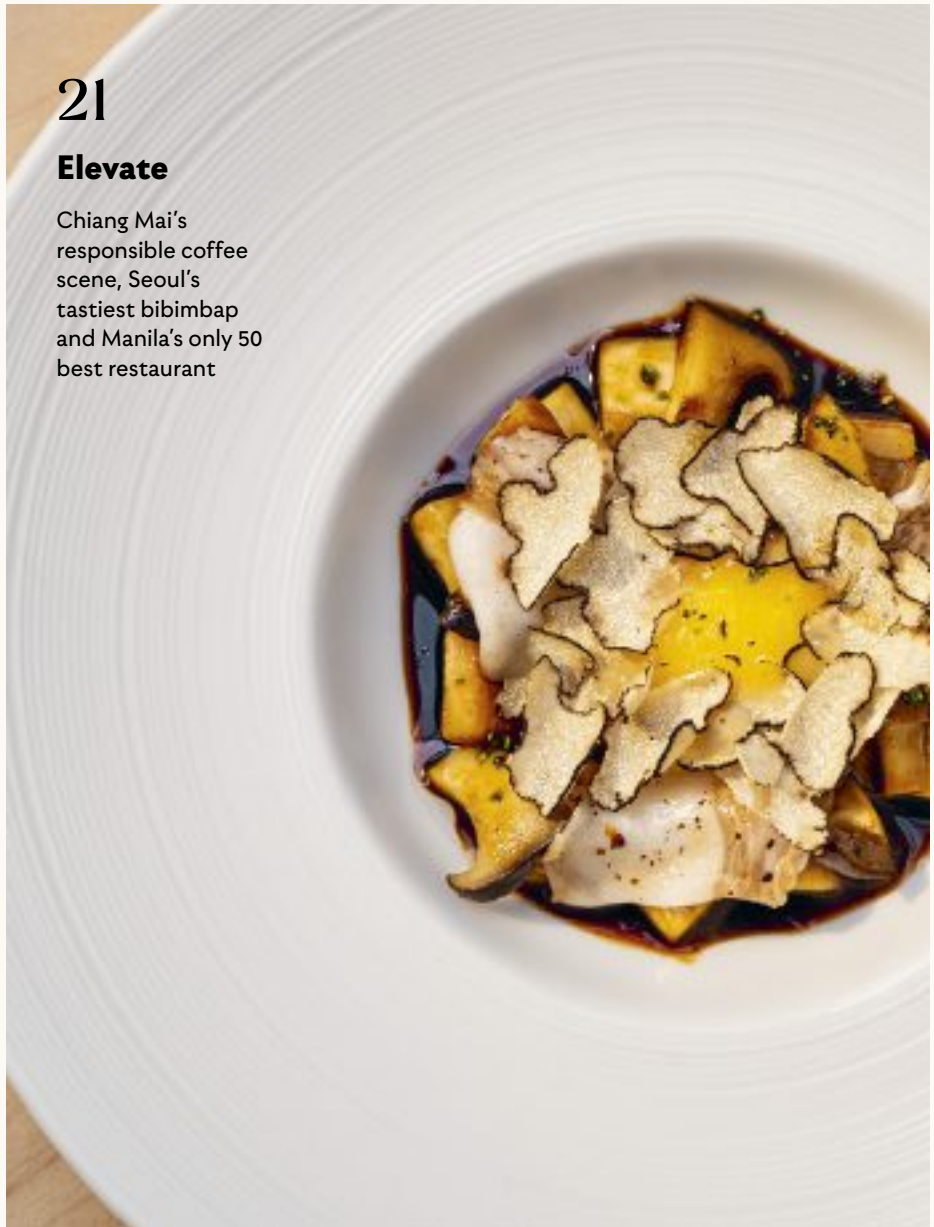 21
Elevate
Chiang Mai’s
responsible coffee
scene, Seoul’s
tastiest bibimbap
and Manila’s only 50
best restaurant